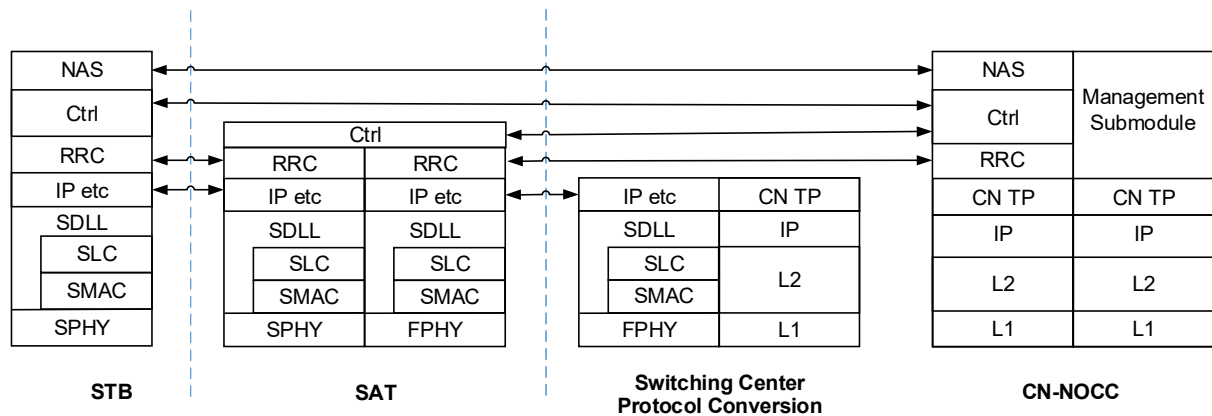 NAS
Ctrl
RRC
IP etc
SDLL
SLC
SMAC
SPHY
STB
Ctrl
RRC RRC
IP etc IP etc
SDLL SDLL
SLC SLC
SMAC SMAC
SPHY FPHY
SAT
IP etc CN TP
SDLL IP
SLC
L2
SMAC
FPHY L1
Switching Center
Protocol Conversion
NAS
Ctrl
RRC
Management
Submodule
CN TP CN TP
IP IP
L2 L2
L1 L1
CN-NOCC